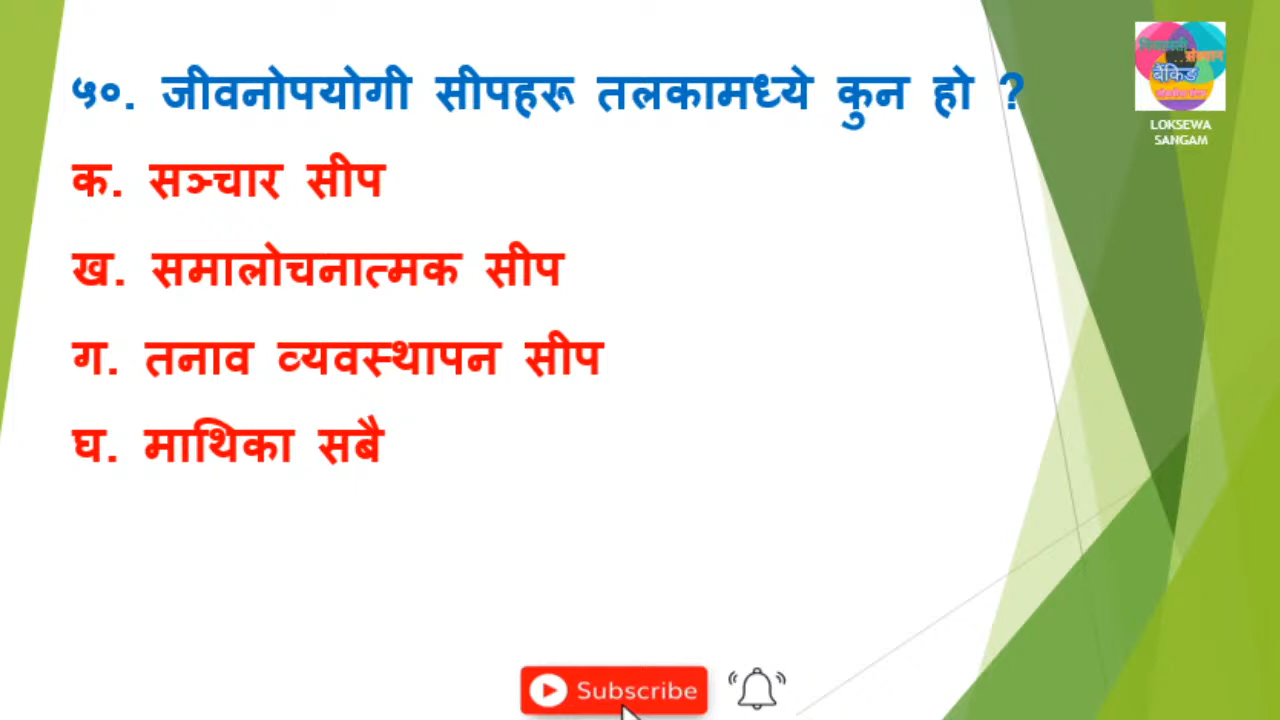 ५०. जीवनोपयोगी सीपहरू तलकामध्ये कुन हो ?
क. सञ्चार सीप
ख. समालोचनात्मक सीप
ग. तनाव व्यवस्थापन सीप
घ. माथिका सबै
बैंकिङ
LOKSEWA
SANGAM
Subscribe